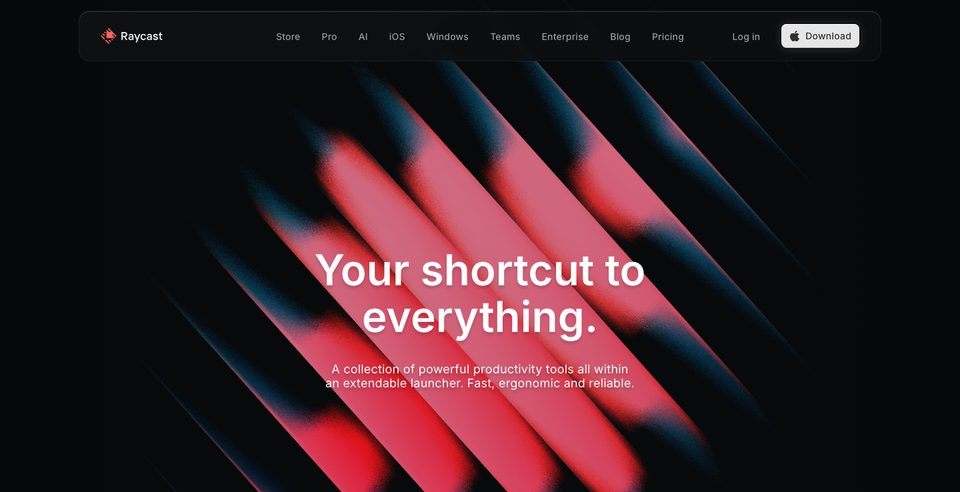 Raycast
Store Pro AI iOS Windows Teams Enterprise Blog Pricing
Log in
Download
Your shortcut to
everything.
A collection of powerful productivity tools all within
an extendable launcher. Fast, ergonomic and reliable.